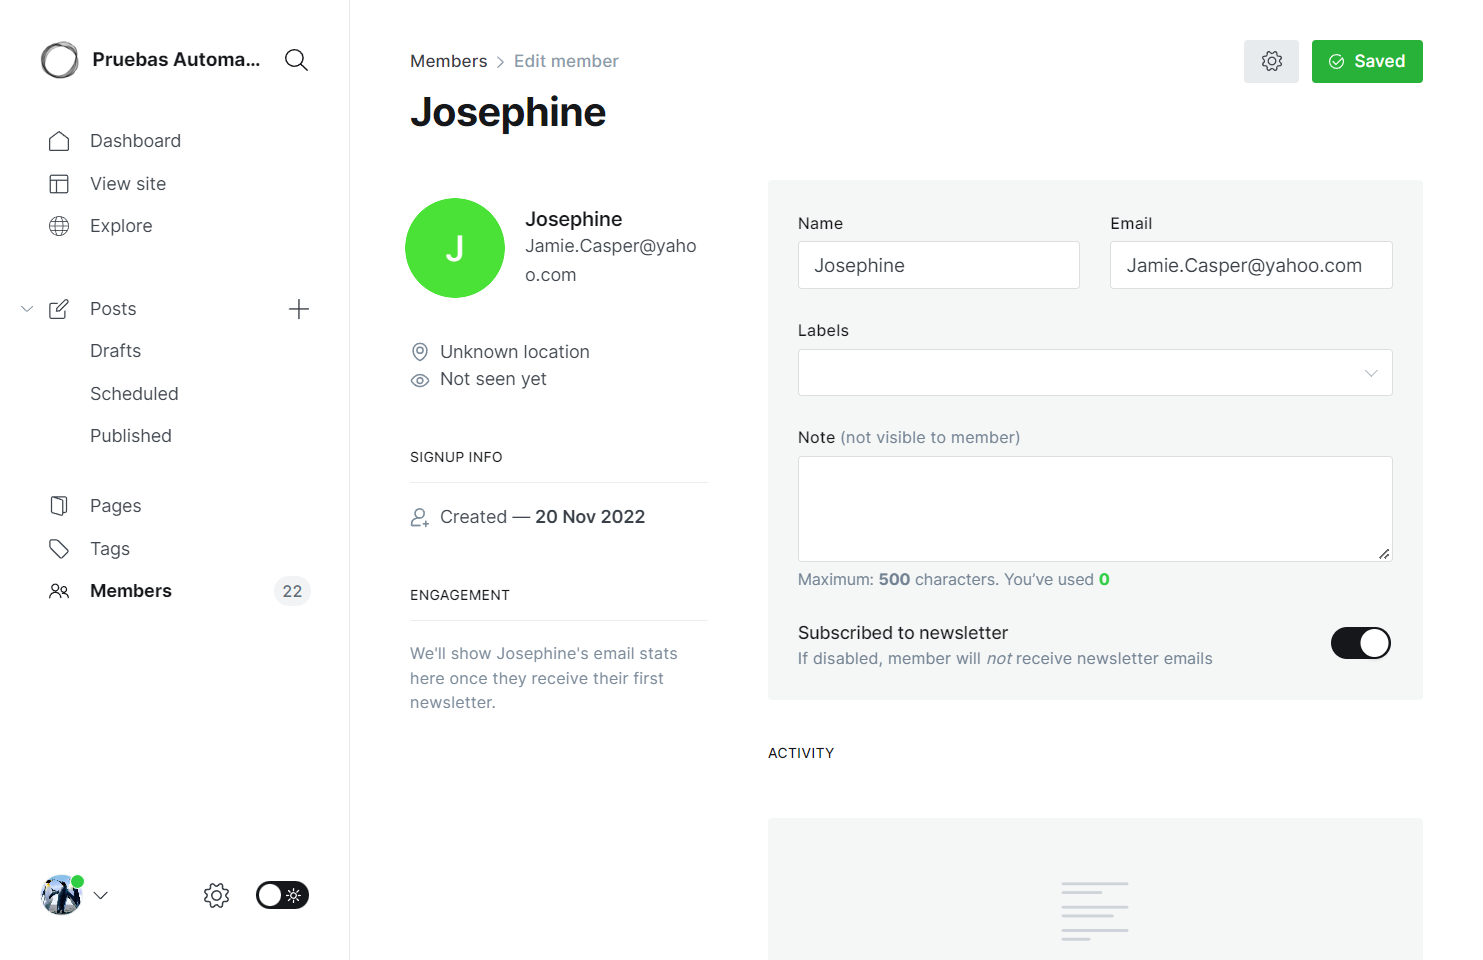 Pruebas Automa...
Dashboard
View site
Explore
Posts
Drafts
Scheduled
Published
Pages
Tags
Members
22
Members > Edit member
Saved
Josephine
J
Josephine
Jamie.Casper@yaho
o.com
Unknown location
Not seen yet
SIGNUP INFO
Created — 20 Nov 2022
ENGAGEMENT
We'll show Josephine's email stats
here once they receive their first
newsletter.
Name
Email
Josephine
Jamie.Casper@yahoo.com
Labels
Note (not visible to member)
Maximum: 500 characters. You’ve used 0
Subscribed to newsletter
If disabled, member will not receive newsletter emails
ACTIVITY